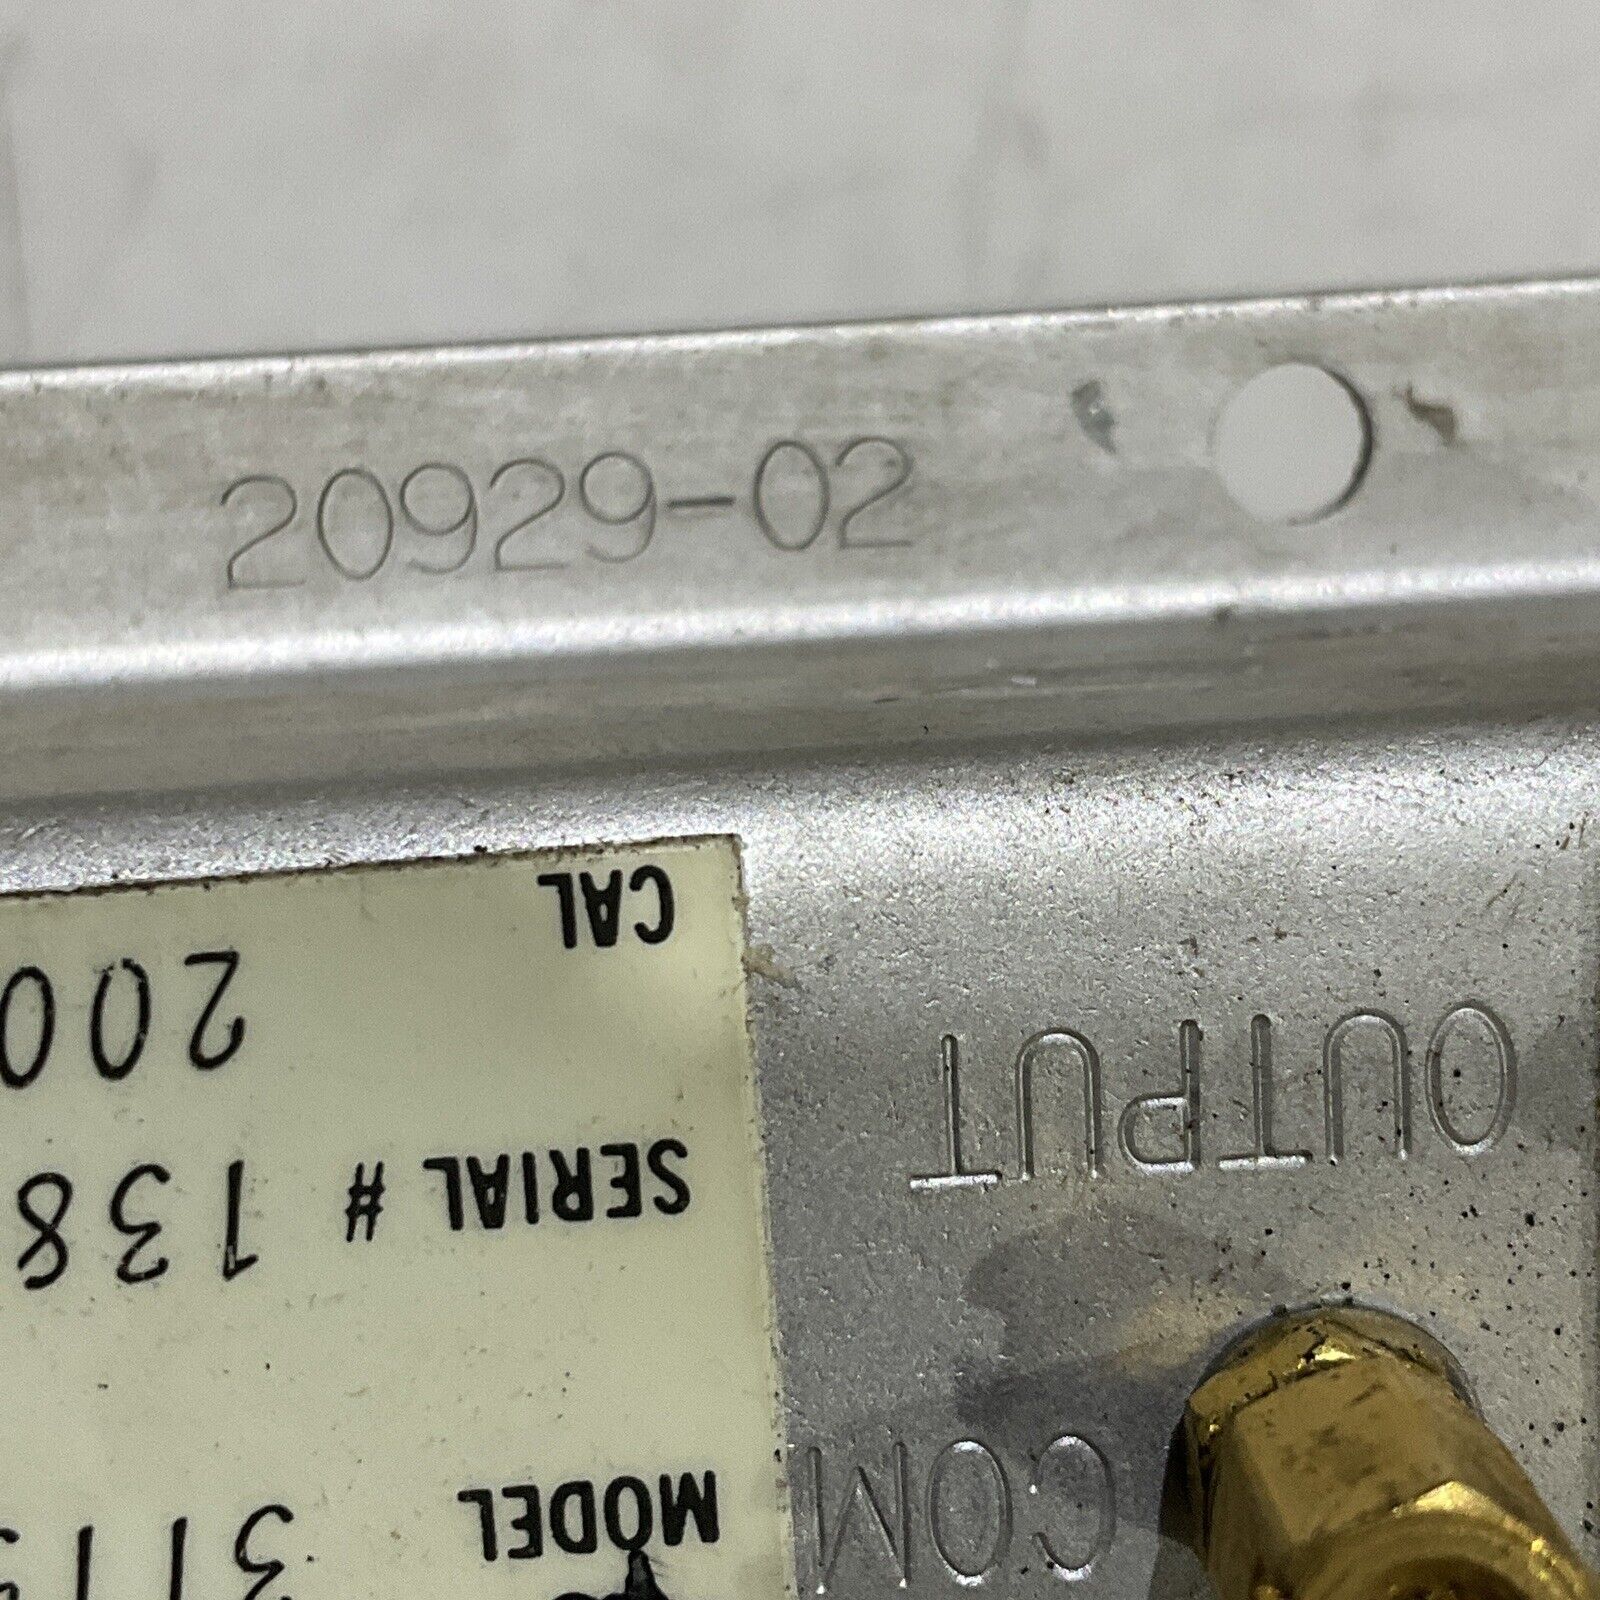 20929-02
MODEL
SERIAL # 138
CAL 200
OUTPUT
COM